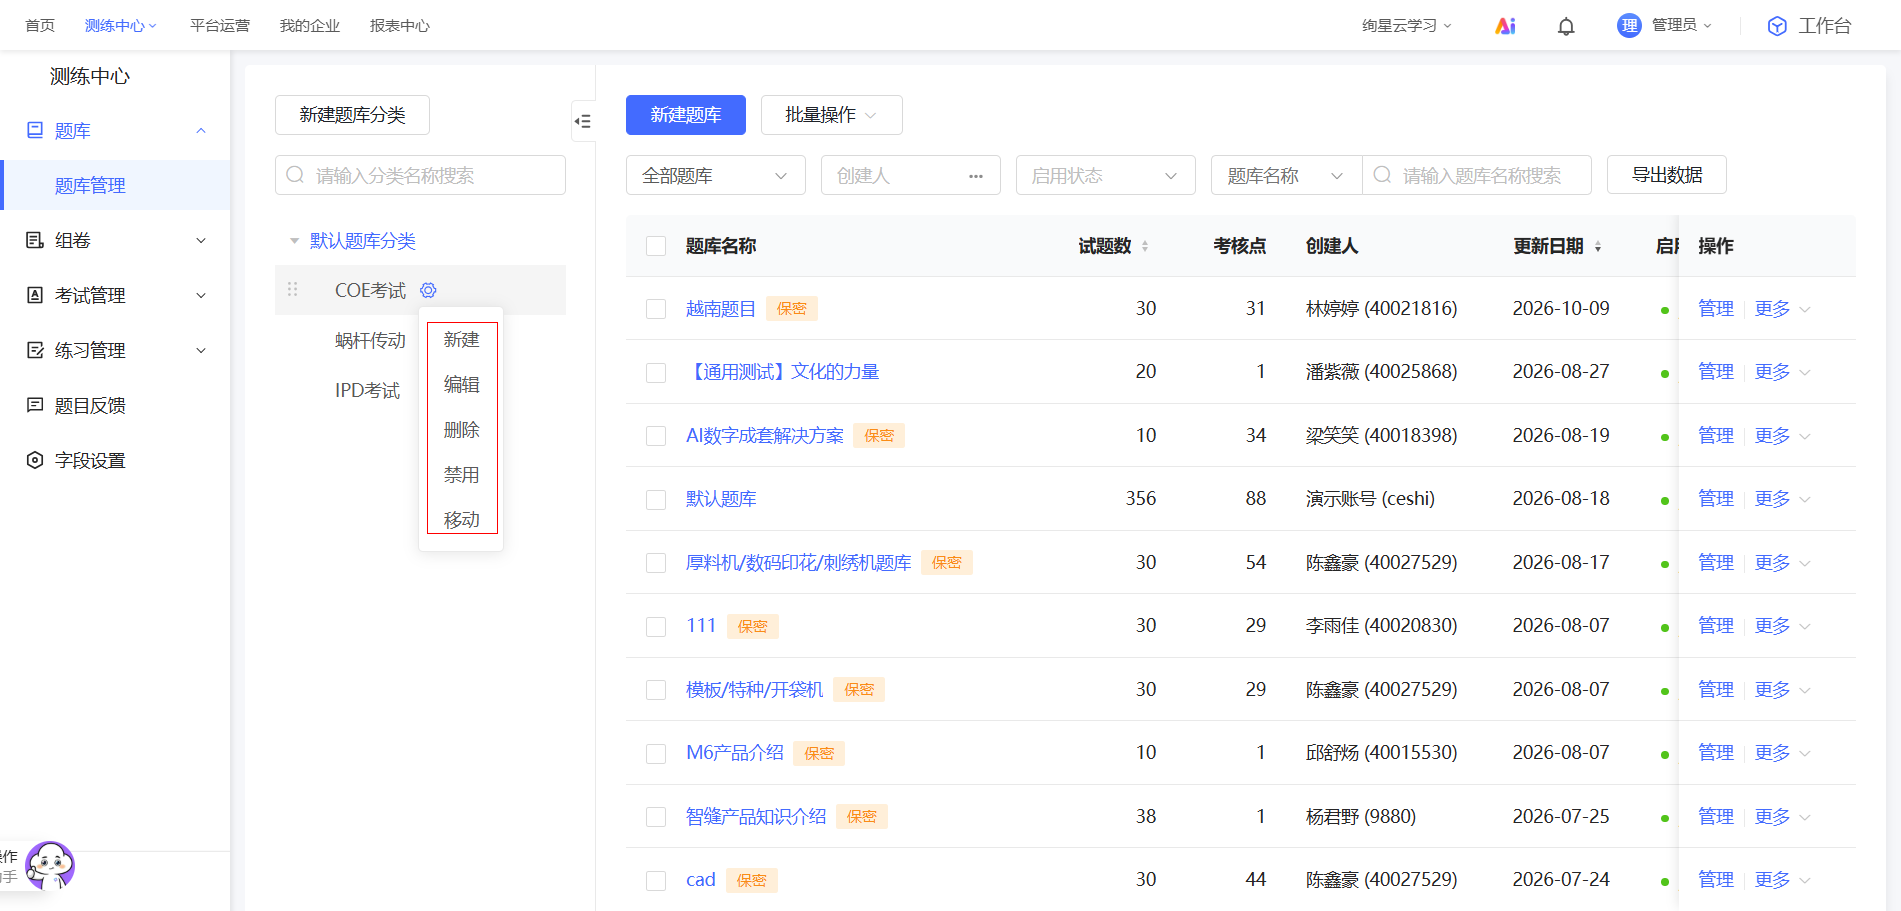 首页 测练中心 平台运营 我的企业 报表中心 绚星云学习 Ai 理 管理员 工作台
测练中心
题库
题库管理
组卷
考试管理
练习管理
题目反馈
字段设置
操作
助手
新建题库分类
请输入分类名称搜索
默认题库分类
COE考试
蜗杆传动
IPD考试
新建
编辑
删除
禁用
移动
新建题库 批量操作
全部题库 创建人 ··· 启用状态 题库名称 请输入题库名称搜索 导出数据
题库名称 试题数 考核点 创建人 更新日期 启用 操作
越南题目 保密 30 31 林婷婷 (40021816) 2026-10-09 管理 更多
【通用测试】文化的力量 20 1 潘紫薇 (40025868) 2026-08-27 管理 更多
AI数字成套解决方案 保密 10 34 梁笑笑 (40018398) 2026-08-19 管理 更多
默认题库 356 88 演示账号 (ceshi) 2026-08-18 管理 更多
厚料机/数码印花/刺绣机题库 保密 30 54 陈鑫豪 (40027529) 2026-08-17 管理 更多
111 保密 30 29 李雨佳 (40020830) 2026-08-07 管理 更多
模板/特种/开袋机 保密 30 29 陈鑫豪 (40027529) 2026-08-07 管理 更多
M6产品介绍 保密 10 1 邱舒炀 (40015530) 2026-08-07 管理 更多
智缝产品知识介绍 保密 38 1 杨君野 (9880) 2026-07-25 管理 更多
cad 保密 30 44 陈鑫豪 (40027529) 2026-07-24 管理 更多